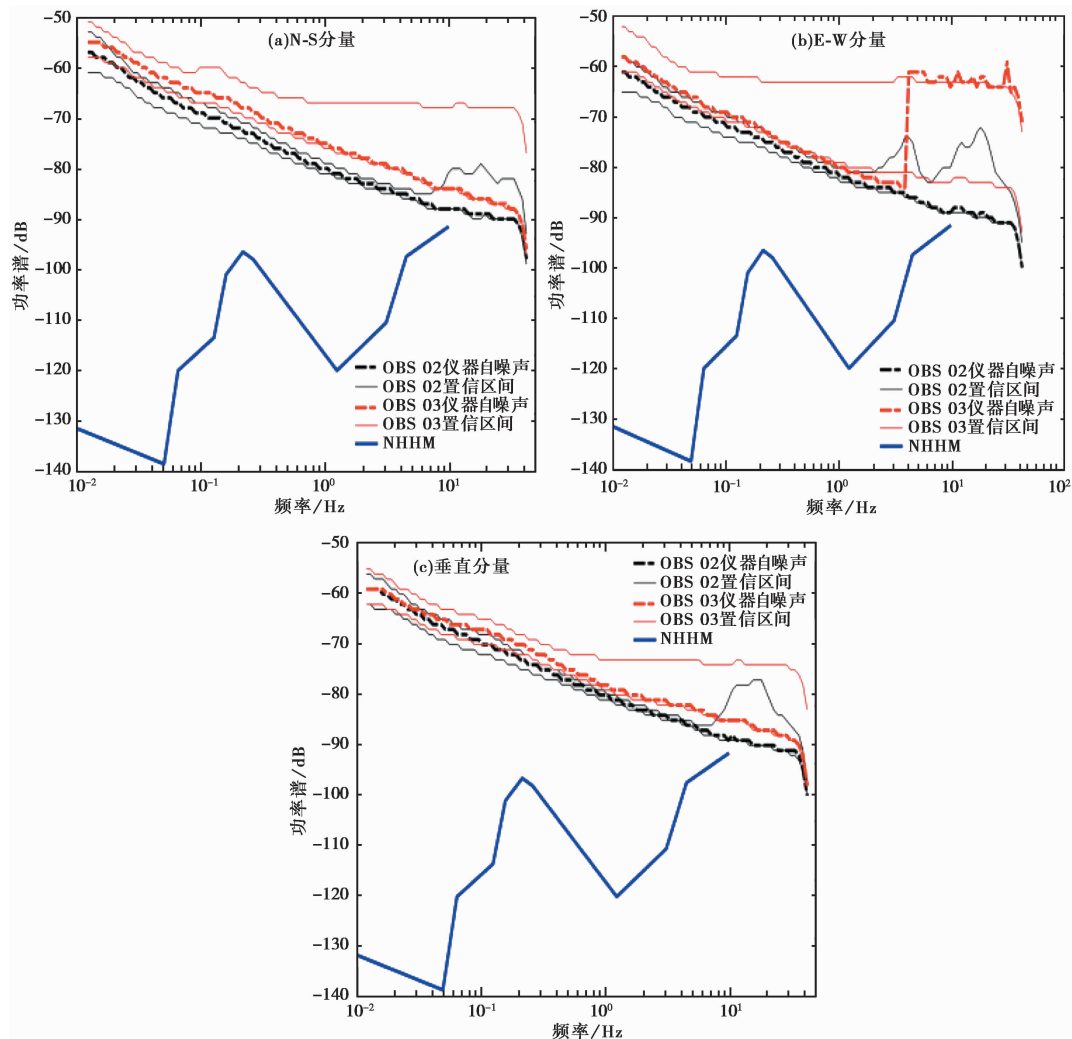 (a)N-S分量
功率谱/dB
-50
-60
-70
-80
-90
-100
-110
-120
-130
-140
OBS 02仪器自噪声
OBS 02置信区间
OBS 03仪器自噪声
OBS 03置信区间
NHHM
10-2
10-1
100
101
频率/Hz
(b)E-W分量
功率谱/dB
-50
-60
-70
-80
-90
-100
-110
-120
-130
-140
OBS 02仪器自噪声
OBS 02置信区间
OBS 03仪器自噪声
OBS 03置信区间
NHHM
10-2
10-1
100
101
102
频率/Hz
(c)垂直分量
功率谱/dB
-50
-60
-70
-80
-90
-100
-110
-120
-130
-140
OBS 02仪器自噪声
OBS 02置信区间
OBS 03仪器自噪声
OBS 03置信区间
NHHM
10-2
10-1
100
101
频率/Hz